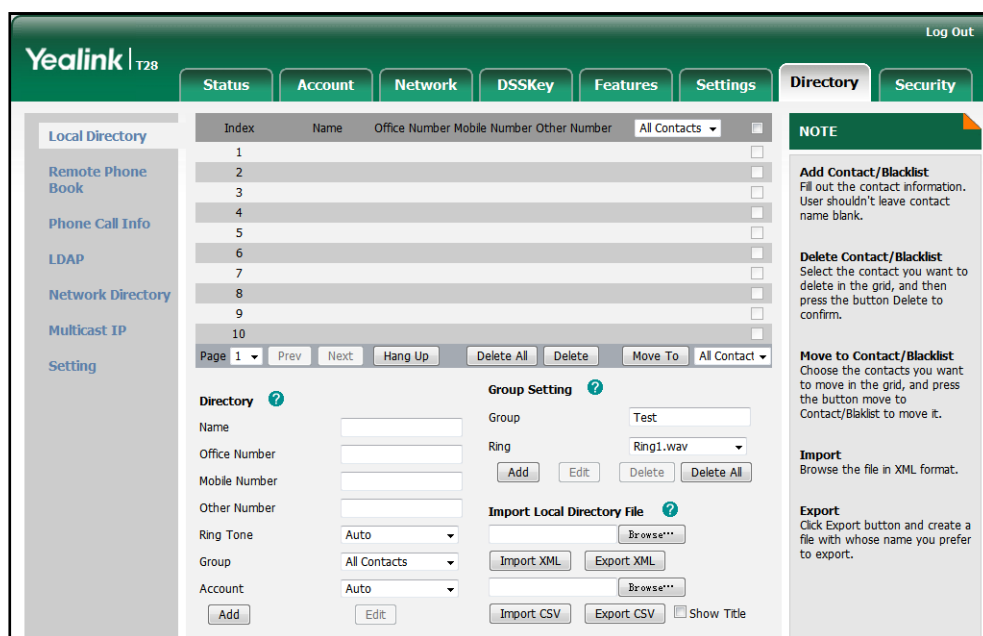 Log Out
Yealink | T28
Status Account Network DSSKey Features Settings Directory Security
Local Directory
Remote Phone
Book
Phone Call Info
LDAP
Network Directory
Multicast IP
Setting
Index Name Office Number Mobile Number Other Number All Contacts
1
2
3
4
5
6
7
8
9
10
Page 1 Prev Next Hang Up Delete All Delete Move To All Contact
Directory ?
Name
Office Number
Mobile Number
Other Number
Ring Tone Auto
Group All Contacts
Account Auto
Add Edit
Group Setting ?
Group Test
Ring Ring1.wav
Add Edit Delete Delete All
Import Local Directory File ?
Browse...
Import XML Export XML
Browse...
Import CSV Export CSV Show Title
NOTE
Add Contact/Blacklist
Fill out the contact information.
User shouldn't leave contact
name blank.
Delete Contact/Blacklist
Select the contact you want to
delete in the grid, and then
press the button Delete to
confirm.
Move to Contact/Blacklist
Choose the contacts you want
to move in the grid, and press
the button move to
Contact/Blaklist to move it.
Import
Browse the file in XML format.
Export
Click Export button and create a
file with whose name you prefer
to export.